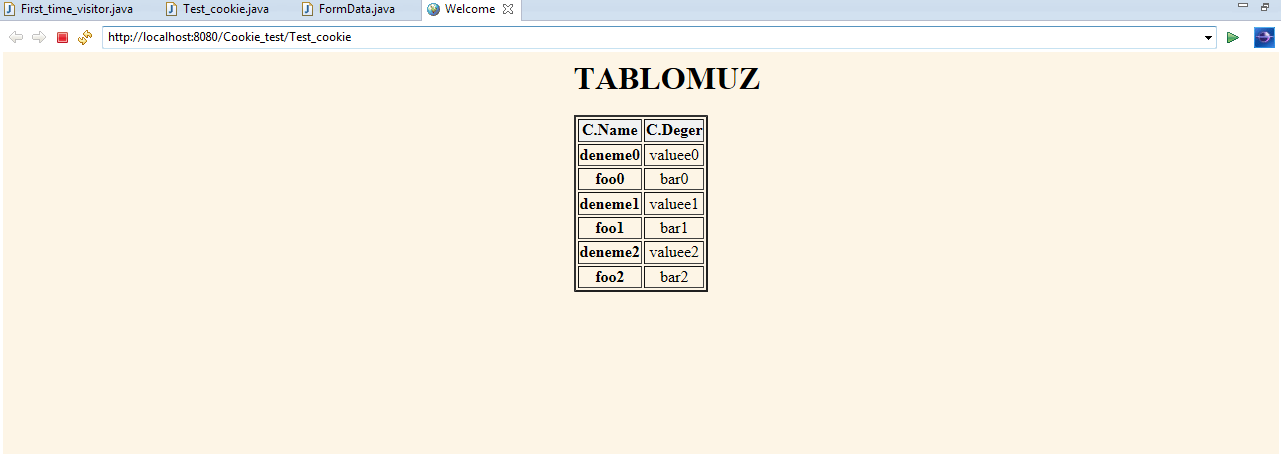 First_time_visitor.java Test_cookie.java FormData.java Welcome
http://localhost:8080/Cookie_test/Test_cookie
TABLOMUZ
C.Name C.Deger
deneme0 valuee0
foo0 bar0
deneme1 valuee1
foo1 bar1
deneme2 valuee2
foo2 bar2